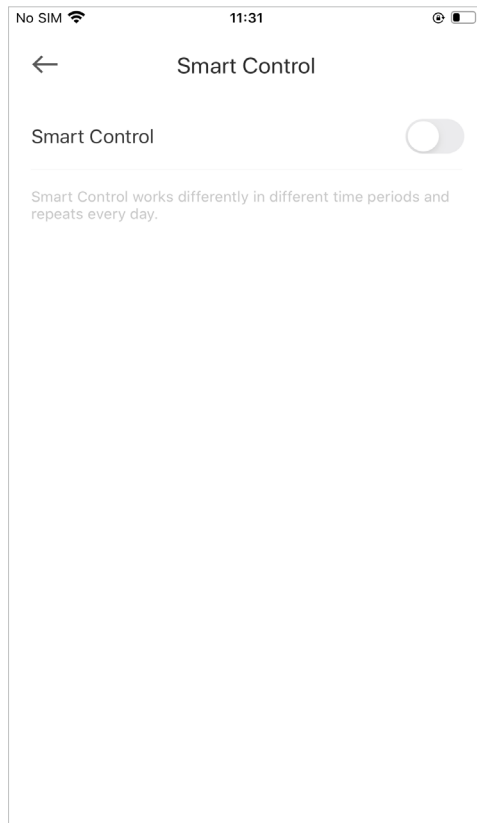 No SIM 11:31
Smart Control
Smart Control
Smart Control works differently in different time periods and
repeats every day.